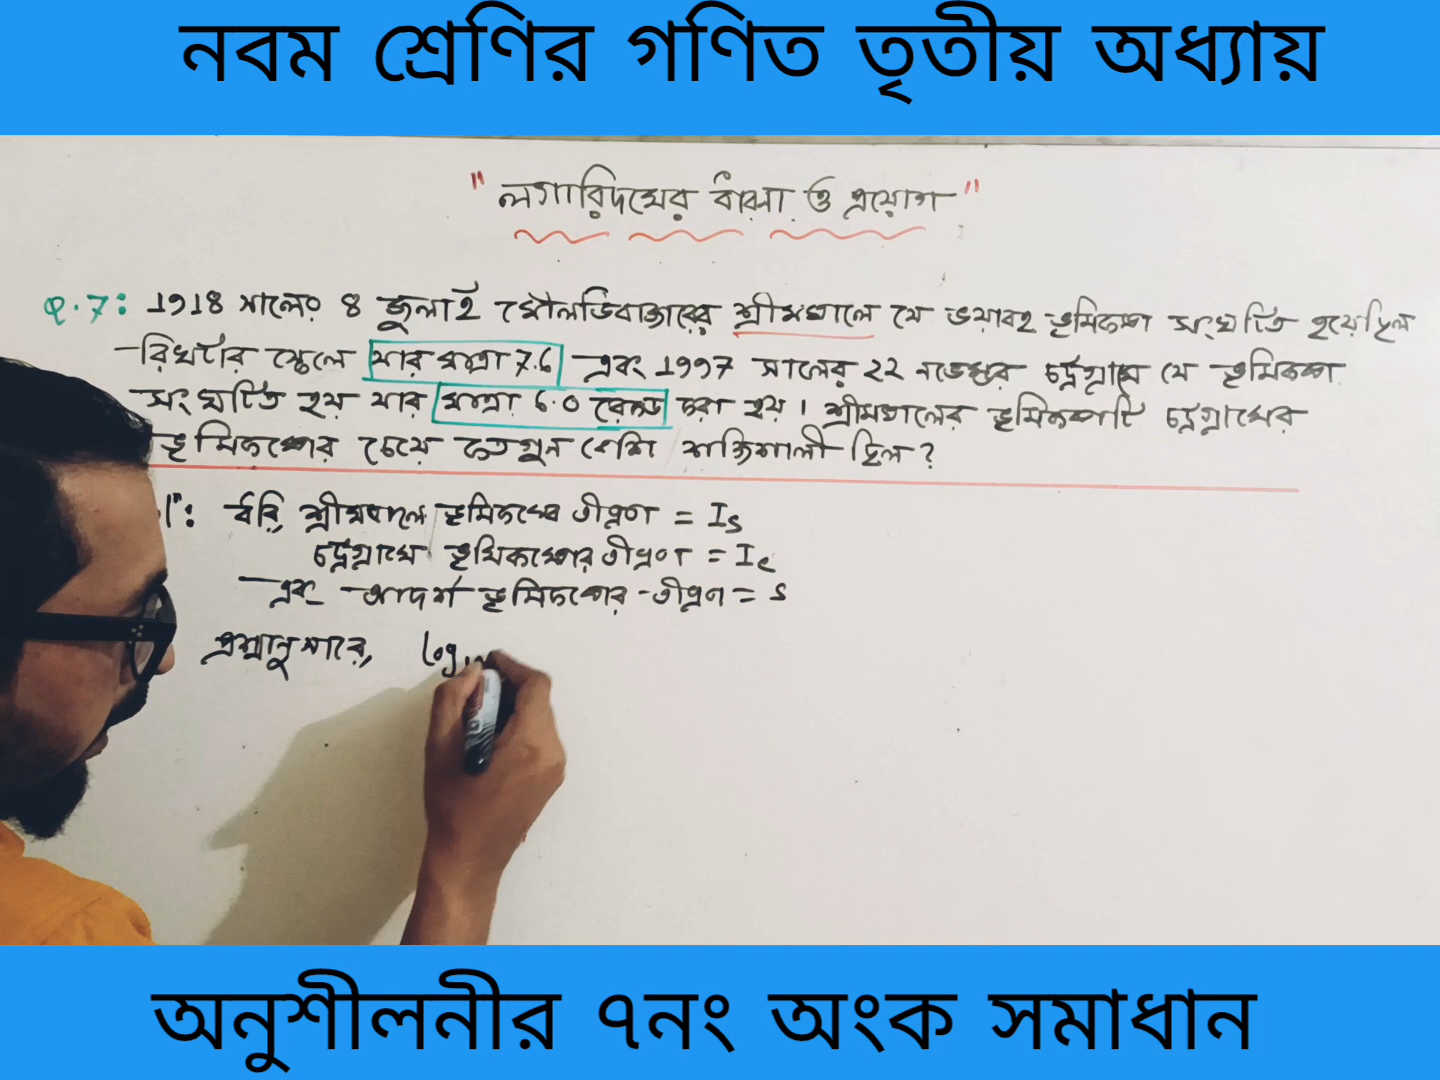 নবম শ্রেণির গণিত তৃতীয় অধ্যায়
"লগারিদমের ধারনা ও প্রয়োগ"
Q.7: 1918 সালের ৪ জুলাই মৌলভিবাজারের শ্রীমঙ্গলে যে ভয়াবহ ভূমিকম্প সংঘটিত হয়েছিল
রিখটার স্কেলে যার মাত্রা 7.6 এবং 1997 সালের 22 নভেম্বর চট্টগ্রামে যে ভূমিকম্প
সংঘটিত হয় যার মাত্রা 6.0 রেকর্ড করা হয়। শ্রীমঙ্গলের ভূমিকম্পটি চট্টগ্রামের
ভূমিকম্পের চেয়ে কতগুন বেশি শক্তিশালী ছিল?
ধরি, শ্রীমঙ্গলে ভূমিকম্পের তীব্রতা = Is
চট্টগ্রামে ভূমিকম্পের তীব্রতা = Ic
এবং আদর্শ ভূমিকম্পের তীব্রতা = S
প্রশ্নানুসারে, log
অনুশীলনীর ৭নং অংক সমাধান